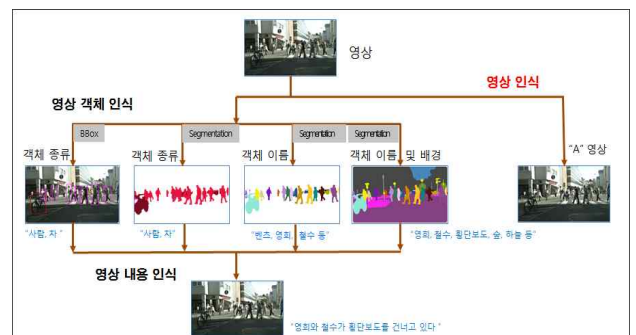 영상
영상 인식
영상 객체 인식
BBox
Segmentation
Segmentation
Segmentation
객체 종류
객체 종류
객체 이름
객체 이름 및 배경
"A" 영상
"사람, 차 "
"사람, 차"
"벤츠, 영희, 철수 등"
"영희, 철수, 횡단보도, 숲, 하늘 등"
영상 내용 인식
"영희와 철수가 횡단보도를 건너고 있다 "